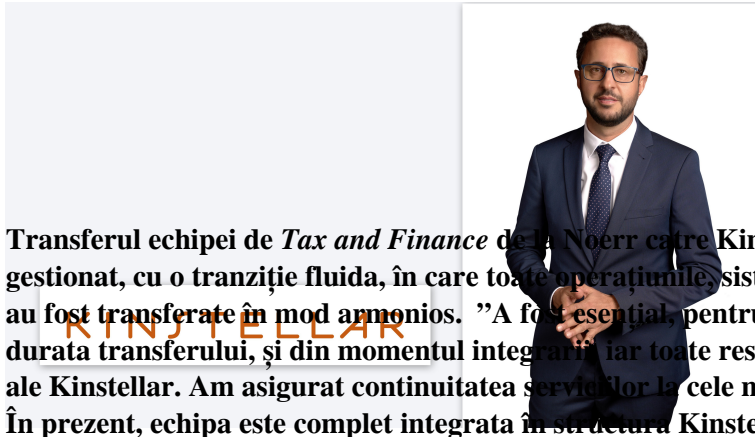 Transferul echipei de Tax and Finance de la Noerr catre Kin
gestionat, cu o tranziție fluida, în care toate operațiunile, sist
au fost transferate în mod armonios. ”A fost esențial, pentru
KINSTELLAR
durata transferului, și din momentul integrarii, iar toate res
ale Kinstellar. Am asigurat continuitatea serviciilor la cele n
În prezent, echipa este complet integrata în structura Kinste